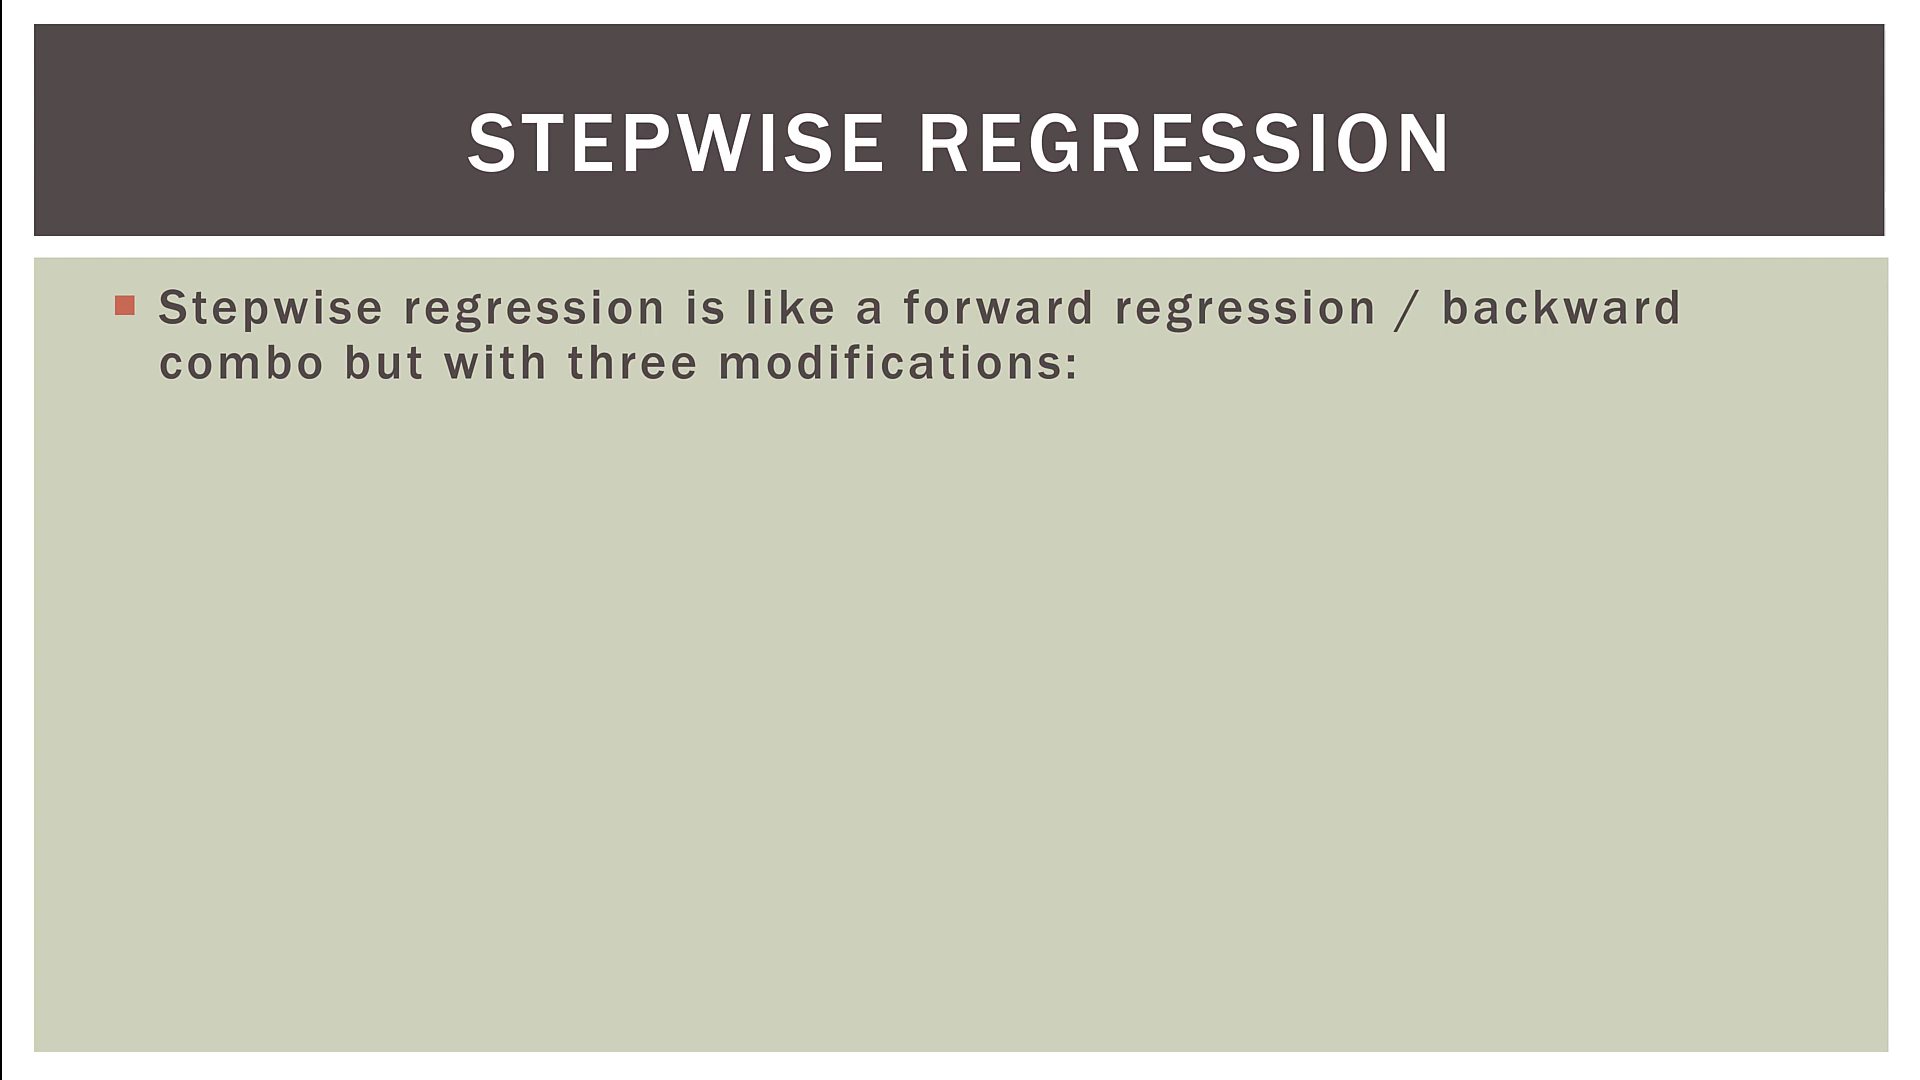 STEPWISE REGRESSION
Stepwise regression is like a forward regression / backward
combo but with three modifications: